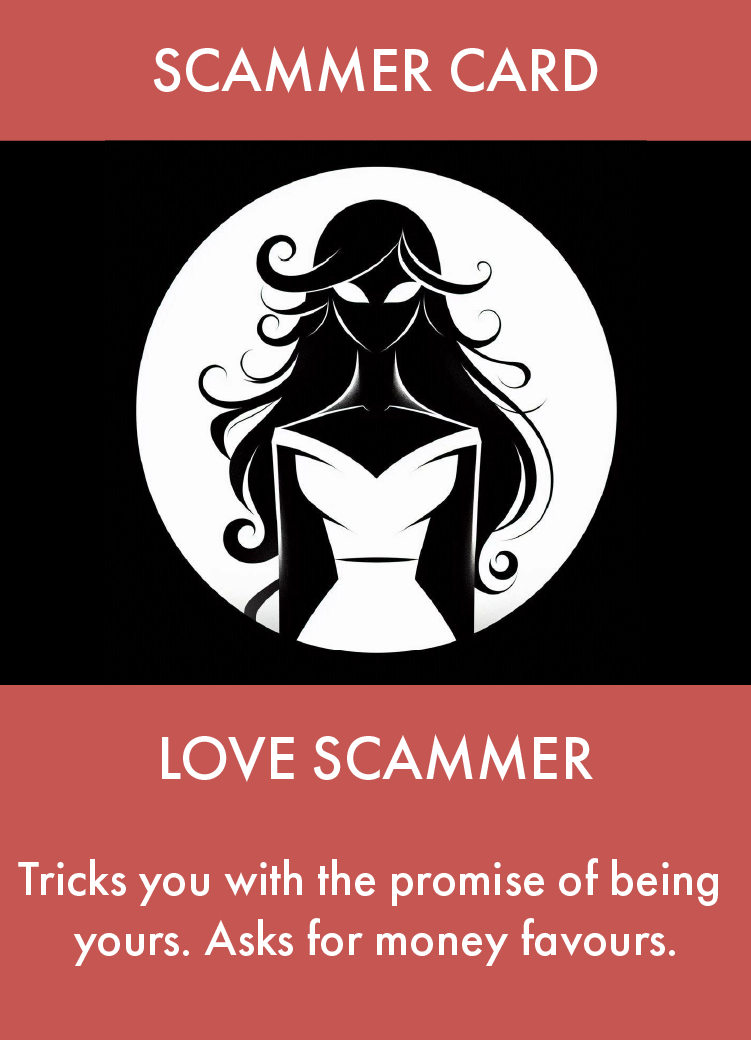 SCAMMER CARD
LOVE SCAMMER
Tricks you with the promise of being
yours. Asks for money favours.